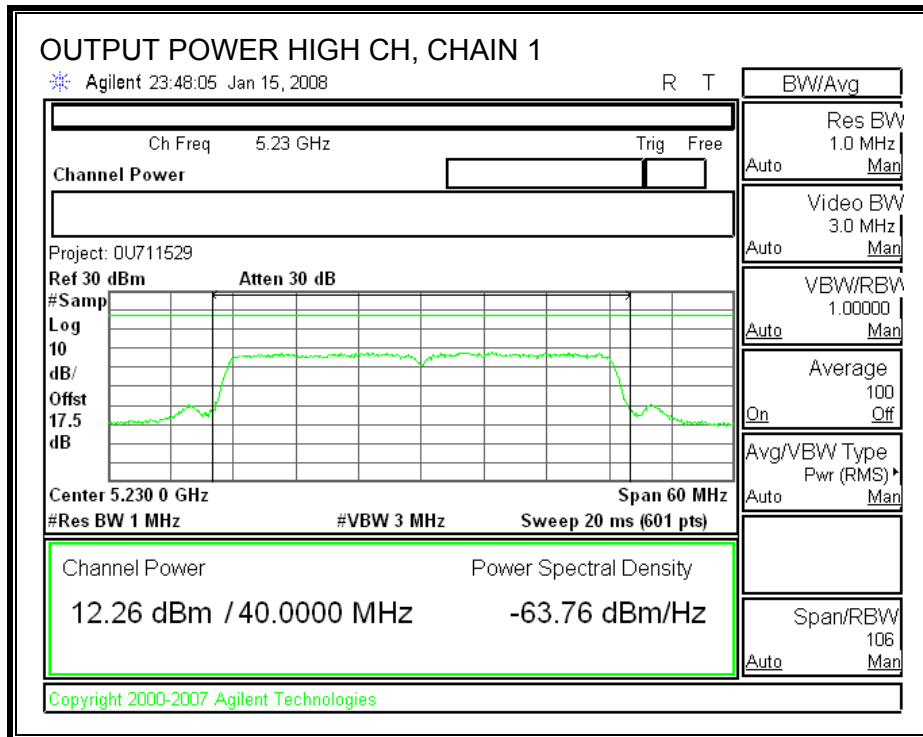 OUTPUT POWER HIGH CH, CHAIN 1
Agilent 23:48:05 Jan 15, 2008 R T
Ch Freq 5.23 GHz Trig Free
Channel Power
Project: 0U711529
Ref 30 dBm Atten 30 dB
#Samp
Log
10
dB/
Offst
17.5
dB
Center 5.230 0 GHz Span 60 MHz
#Res BW 1 MHz #VBW 3 MHz Sweep 20 ms (601 pts)
Channel Power Power Spectral Density
12.26 dBm / 40.0000 MHz -63.76 dBm/Hz
Copyright 2000-2007 Agilent Technologies
BW/Avg
Res BW
1.0 MHz
Auto Man
Video BW
3.0 MHz
Auto Man
VBW/RBW
1.00000
Auto Man
Average
100
On Off
Avg/VBW Type
Pwr (RMS)
Auto Man
Span/RBW
106
Auto Man